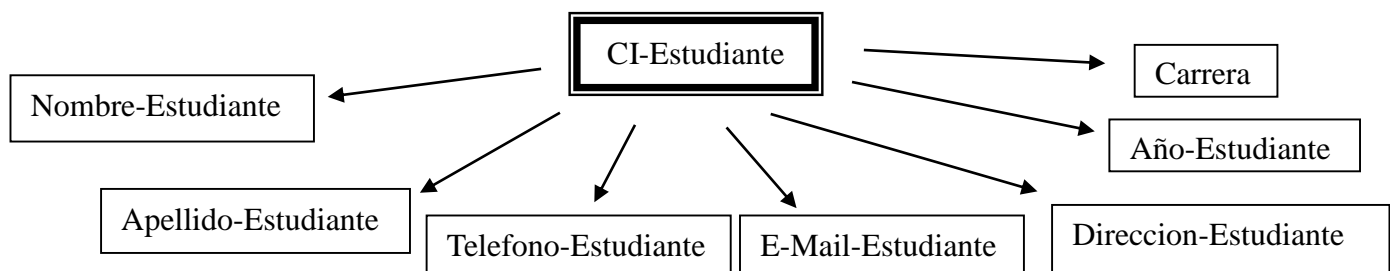 CI-Estudiante
Carrera
Nombre-Estudiante
Año-Estudiante
Apellido-Estudiante
Telefono-Estudiante
E-Mail-Estudiante
Direccion-Estudiante